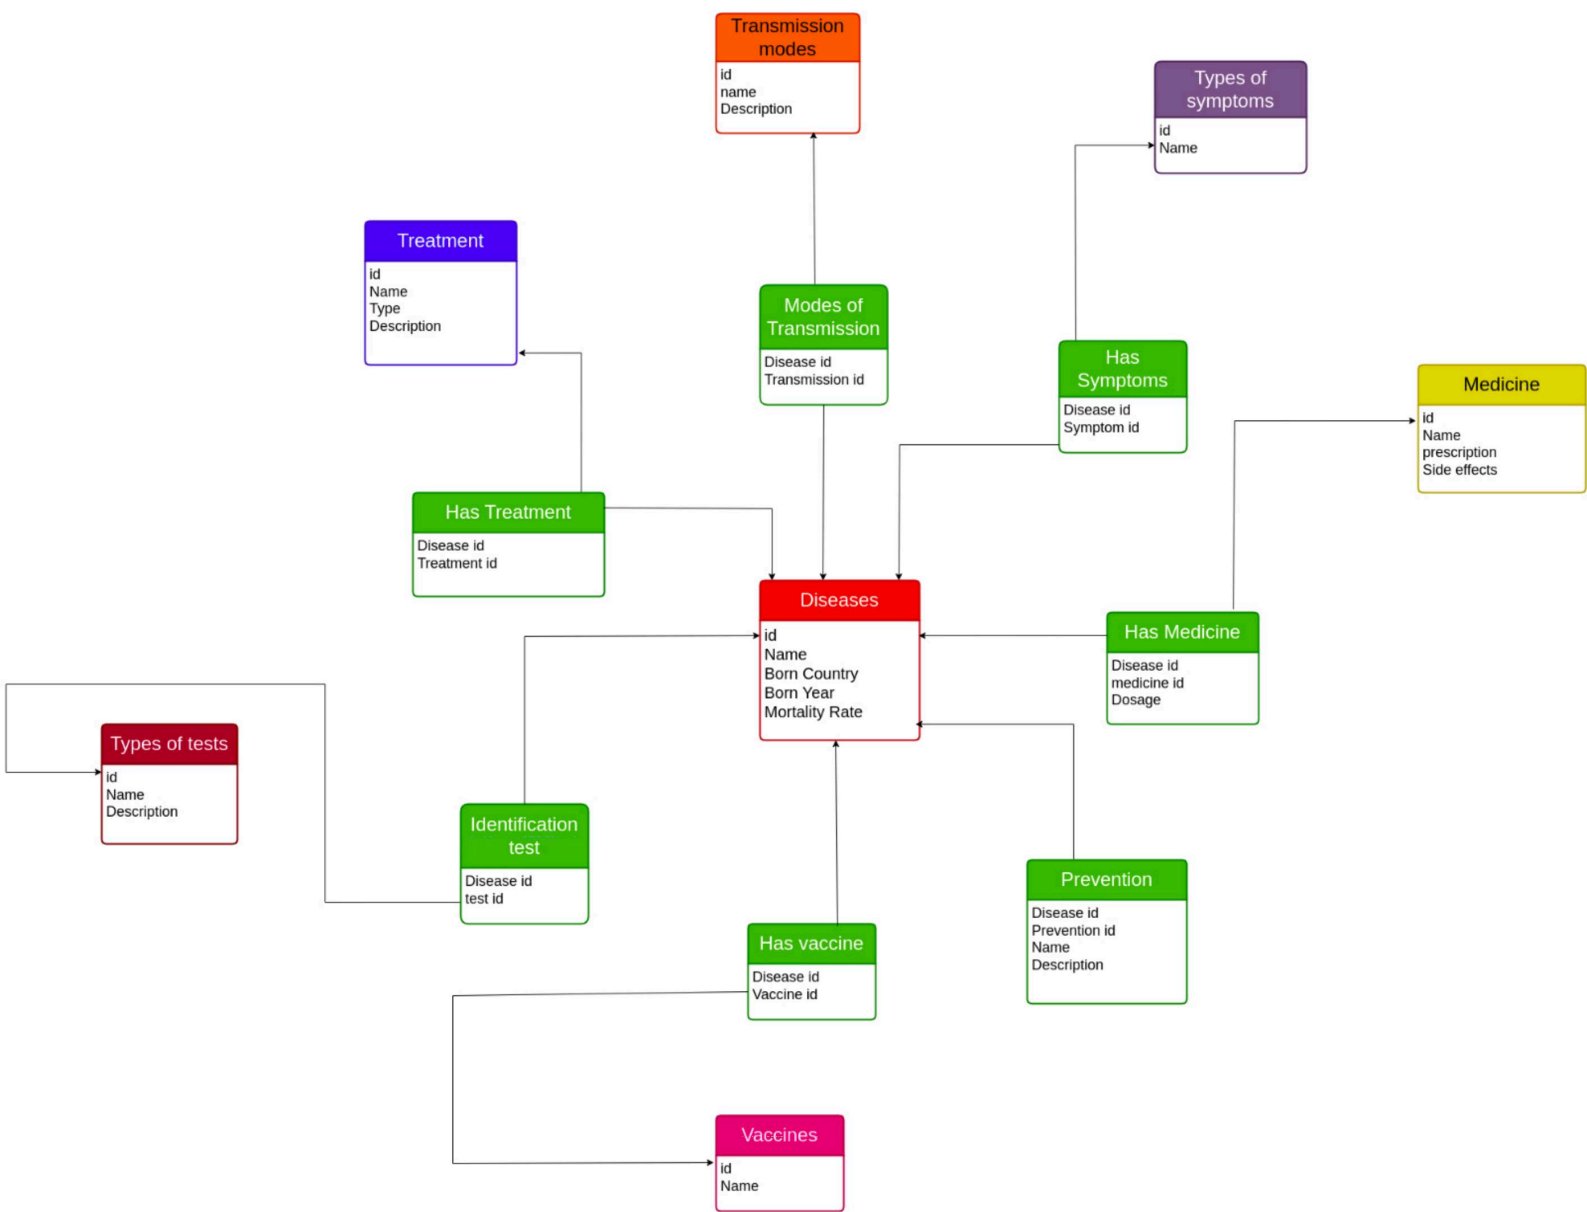 Transmission
modes
id
name
Description
Types of
symptoms
id
Name
Treatment
id
Name
Type
Description
Modes of
Transmission
Disease id
Transmission id
Has
Symptoms
Disease id
Symptom id
Medicine
id
Name
prescription
Side effects
Has Treatment
Disease id
Treatment id
Diseases
id
Name
Born Country
Born Year
Mortality Rate
Has Medicine
Disease id
medicine id
Dosage
Types of tests
id
Name
Description
Identification
test
Disease id
test id
Prevention
Disease id
Prevention id
Name
Description
Has vaccine
Disease id
Vaccine id
Vaccines
id
Name